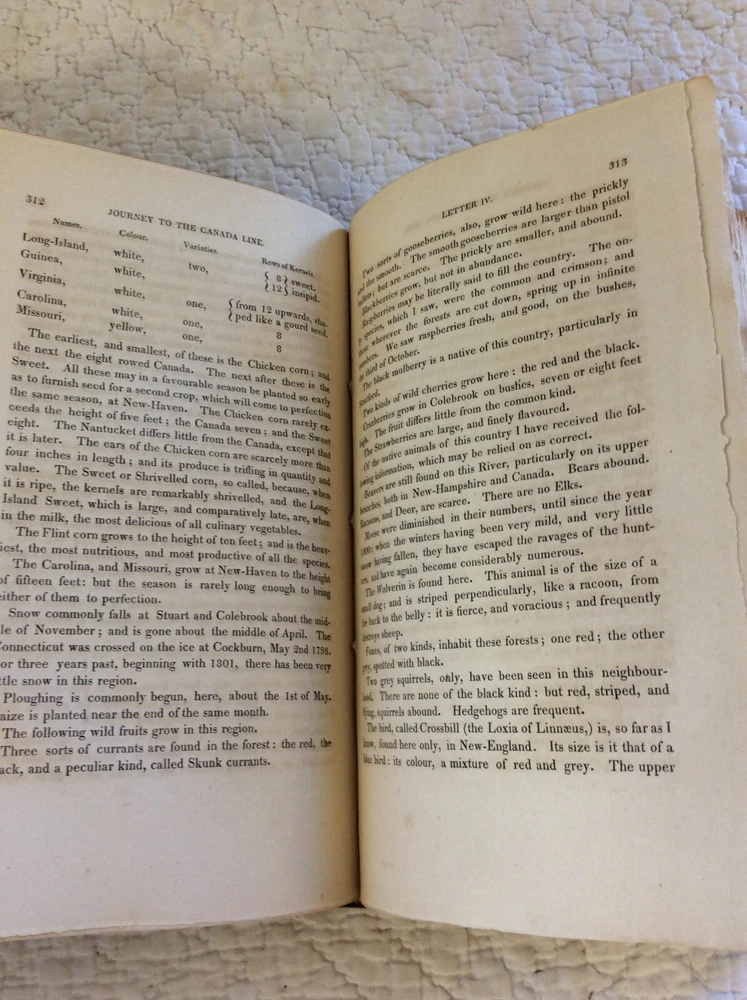 312
JOURNEY TO THE CANADA LINE.
Names. Colour. Varieties. Rows of Kernels.
Long-Island, white, two, { 8 } sweet.
Guinea, white, { 12 } insipid.
Virginia, white, one, { from 12 upwards, sha-
{ ped like a gourd seed.
Carolina, white, one, 8
Missouri, yellow, one, 8
The earliest, and smallest, of these is the Chicken corn; and
the next the eight rowed Canada. The next after these is the
Sweet. All these may in a favourable season be planted so early
as to furnish seed for a second crop, which will come to perfection
the same season, at New-Haven. The Chicken corn rarely ex-
ceeds the height of five feet; the Canada seven; and the Sweet
eight. The Nantucket differs little from the Canada, except that
it is later. The ears of the Chicken corn are scarcely more than
four inches in length; and its produce is trifling in quantity and
value. The Sweet or Shrivelled corn, so called, because, when
it is ripe, the kernels are remarkably shrivelled, and the Long-
Island Sweet, which is large, and comparatively late, are, when
in the milk, the most delicious of all culinary vegetables.
The Flint corn grows to the height of ten feet; and is the heav-
iest, the most nutritious, and most productive of all the species.
The Carolina, and Missouri, grow at New-Haven to the height
of fifteen feet: but the season is rarely long enough to bring
either of them to perfection.
Snow commonly falls at Stuart and Colebrook about the mid-
le of November; and is gone about the middle of April. The
Connecticut was crossed on the ice at Cockburn, May 2nd 1798.
or three years past, beginning with 1801, there has been very
ttle snow in this region.
Ploughing is commonly begun, here, about the 1st of May.
aize is planted near the end of the same month.
The following wild fruits grow in this region.
Three sorts of currants are found in the forest: the red, the
ack, and a peculiar kind, called Skunk currants.
LETTER IV.
313
Two sorts of gooseberries, also, grow wild here: the prickly
and the smooth. The smooth gooseberries are larger than pistol
bullets; but are scarce. The prickly are smaller, and abound.
Blackberries grow, but not in abundance.
Raspberries may be literally said to fill the country. The on-
ly species, which I saw, were the common and crimson; and
these wherever the forests are cut down, spring up in infinite
numbers. We saw raspberries fresh, and good, on the bushes,
the third of October.
The black mulberry is a native of this country, particularly in
Stratford.
Two kinds of wild cherries grow here: the red and the black.
Cranberries grow in Colebrook on bushes, seven or eight feet
high. The fruit differs little from the common kind.
The Strawberries are large, and finely flavoured.
Of the native animals of this country I have received the fol-
lowing information, which may be relied on as correct.
Beavers are still found on this River, particularly on its upper
branches, both in New-Hampshire and Canada. Bears abound.
Racoons, and Deer, are scarce. There are no Elks.
Moose were diminished in their numbers, until since the year
1800; when the winters having been very mild, and very little
snow having fallen, they have escaped the ravages of the hunt-
ers, and have again become considerably numerous.
The Wolverin is found here. This animal is of the size of a
small dog; and is striped perpendicularly, like a racoon, from
the back to the belly: it is fierce, and voracious; and frequently
destroys sheep.
Foxes, of two kinds, inhabit these forests; one red; the other
grey, spotted with black.
Two grey squirrels, only, have been seen in this neighbour-
hood. There are none of the black kind: but red, striped, and
flying, squirrels abound. Hedgehogs are frequent.
The bird, called Crossbill (the Loxia of Linnæus,) is, so far as I
know, found here only, in New-England. Its size is it that of a
blue bird: its colour, a mixture of red and grey. The upper